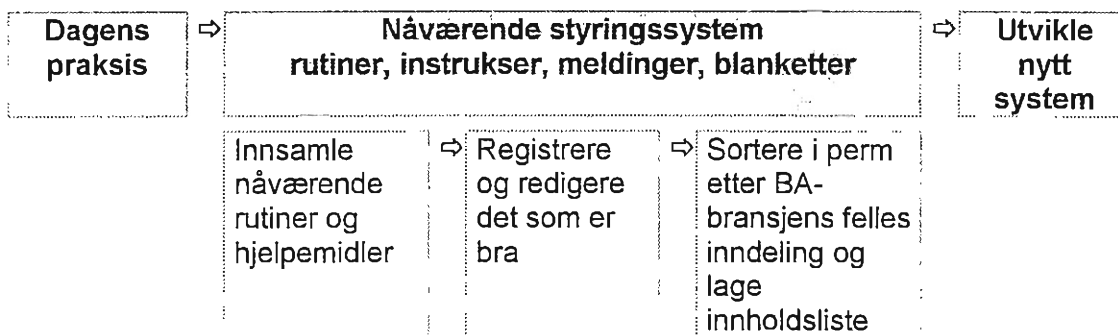 Dagens
praksis
⇨
Nåværende styringssystem
rutiner, instrukser, meldinger, blanketter
⇨
Utvikle
nytt
system
Innsamle
nåværende
rutiner og
hjelpemidler
⇨
Registrere
og redigere
det som er
bra
⇨
Sortere i perm
etter BA-
bransjens felles
inndeling og
lage
innholdsliste